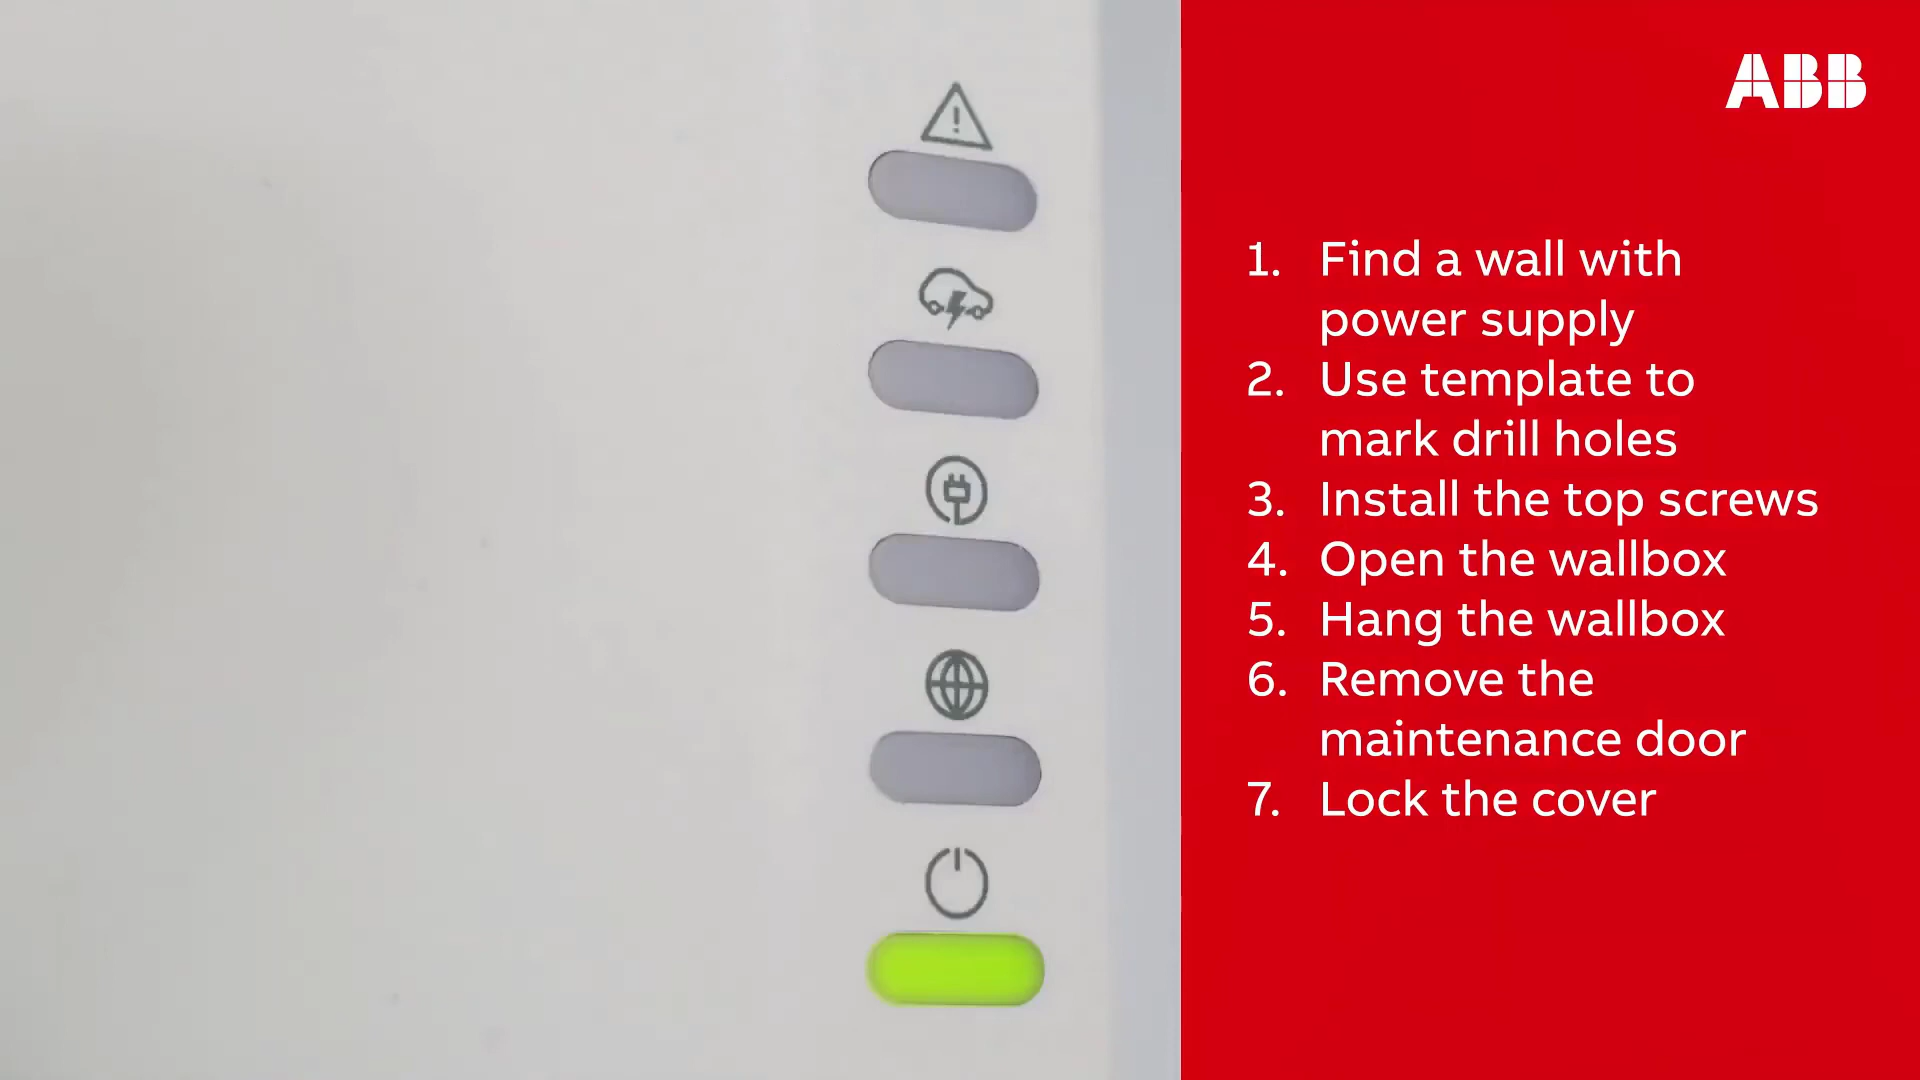 ABB
1. Find a wall with
power supply
2. Use template to
mark drill holes
3. Install the top screws
4. Open the wallbox
5. Hang the wallbox
6. Remove the
maintenance door
7. Lock the cover